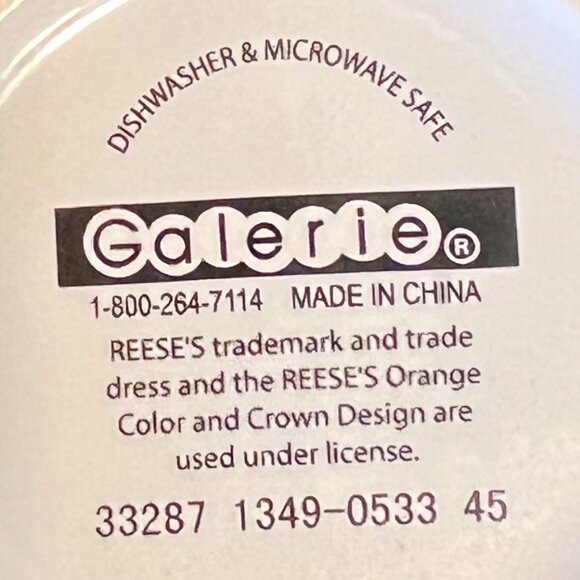 DISHWASHER & MICROWAVE SAFE
Galerie®
1-800-264-7114 MADE IN CHINA
REESE'S trademark and trade
dress and the REESE'S Orange
Color and Crown Design are
used under license.
33287 1349-0533 45